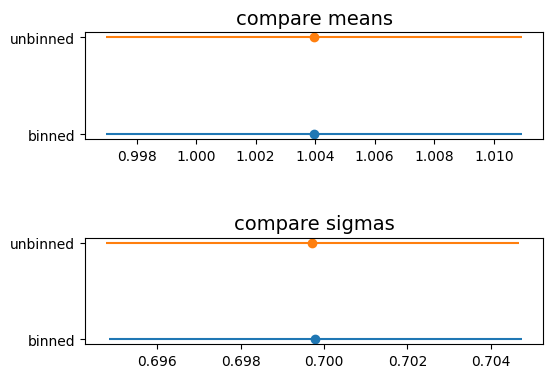 compare means
unbinned
binned
0.998 1.000 1.002 1.004 1.006 1.008 1.010
compare sigmas
unbinned
binned
0.696 0.698 0.700 0.702 0.704